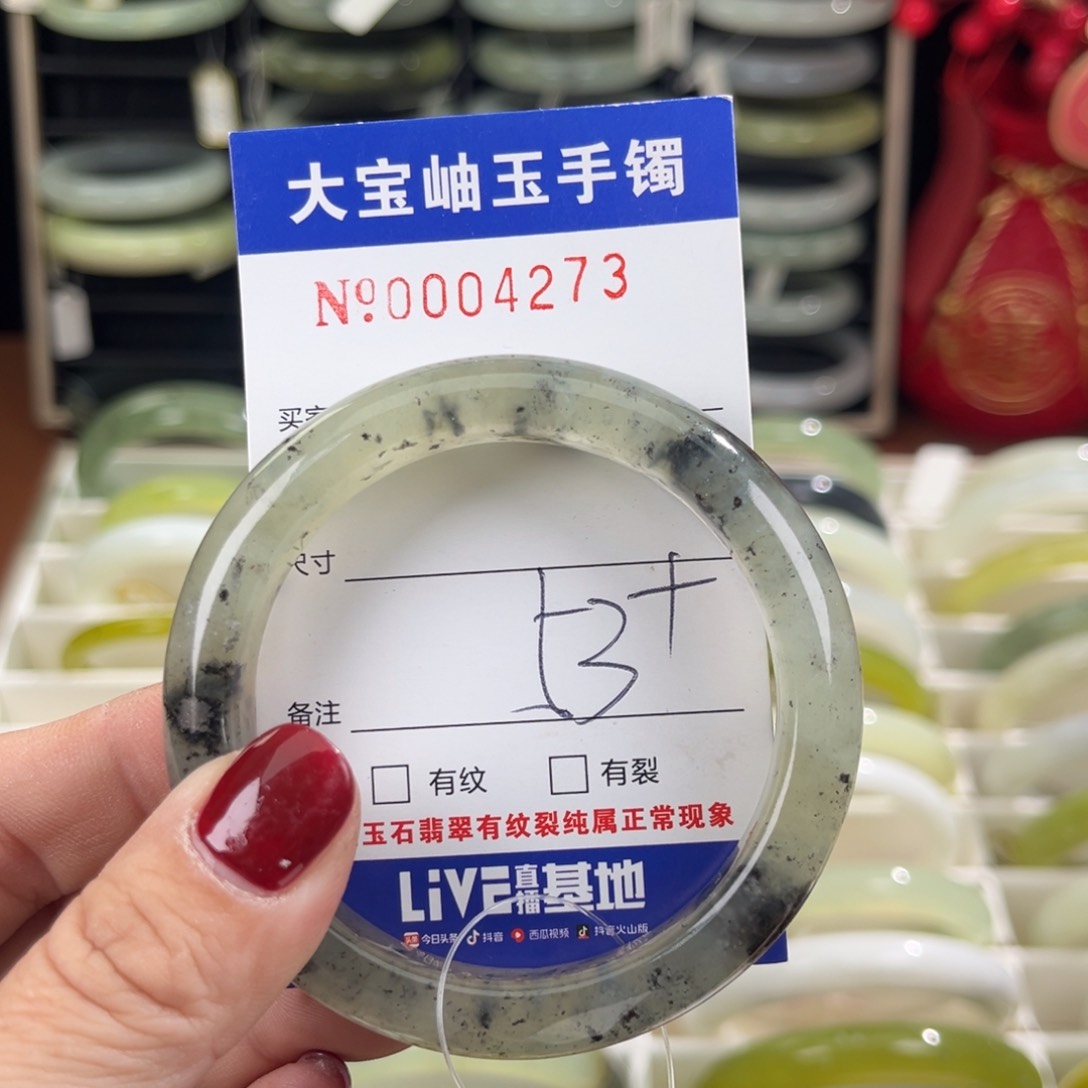 大宝岫玉手镯
№0004273
买家
尺寸
53+
备注
□ 有纹 □ 有裂
玉石翡翠有纹裂纯属正常现象
LiVE直播基地
今日头条 抖音 西瓜视频 抖音火山版